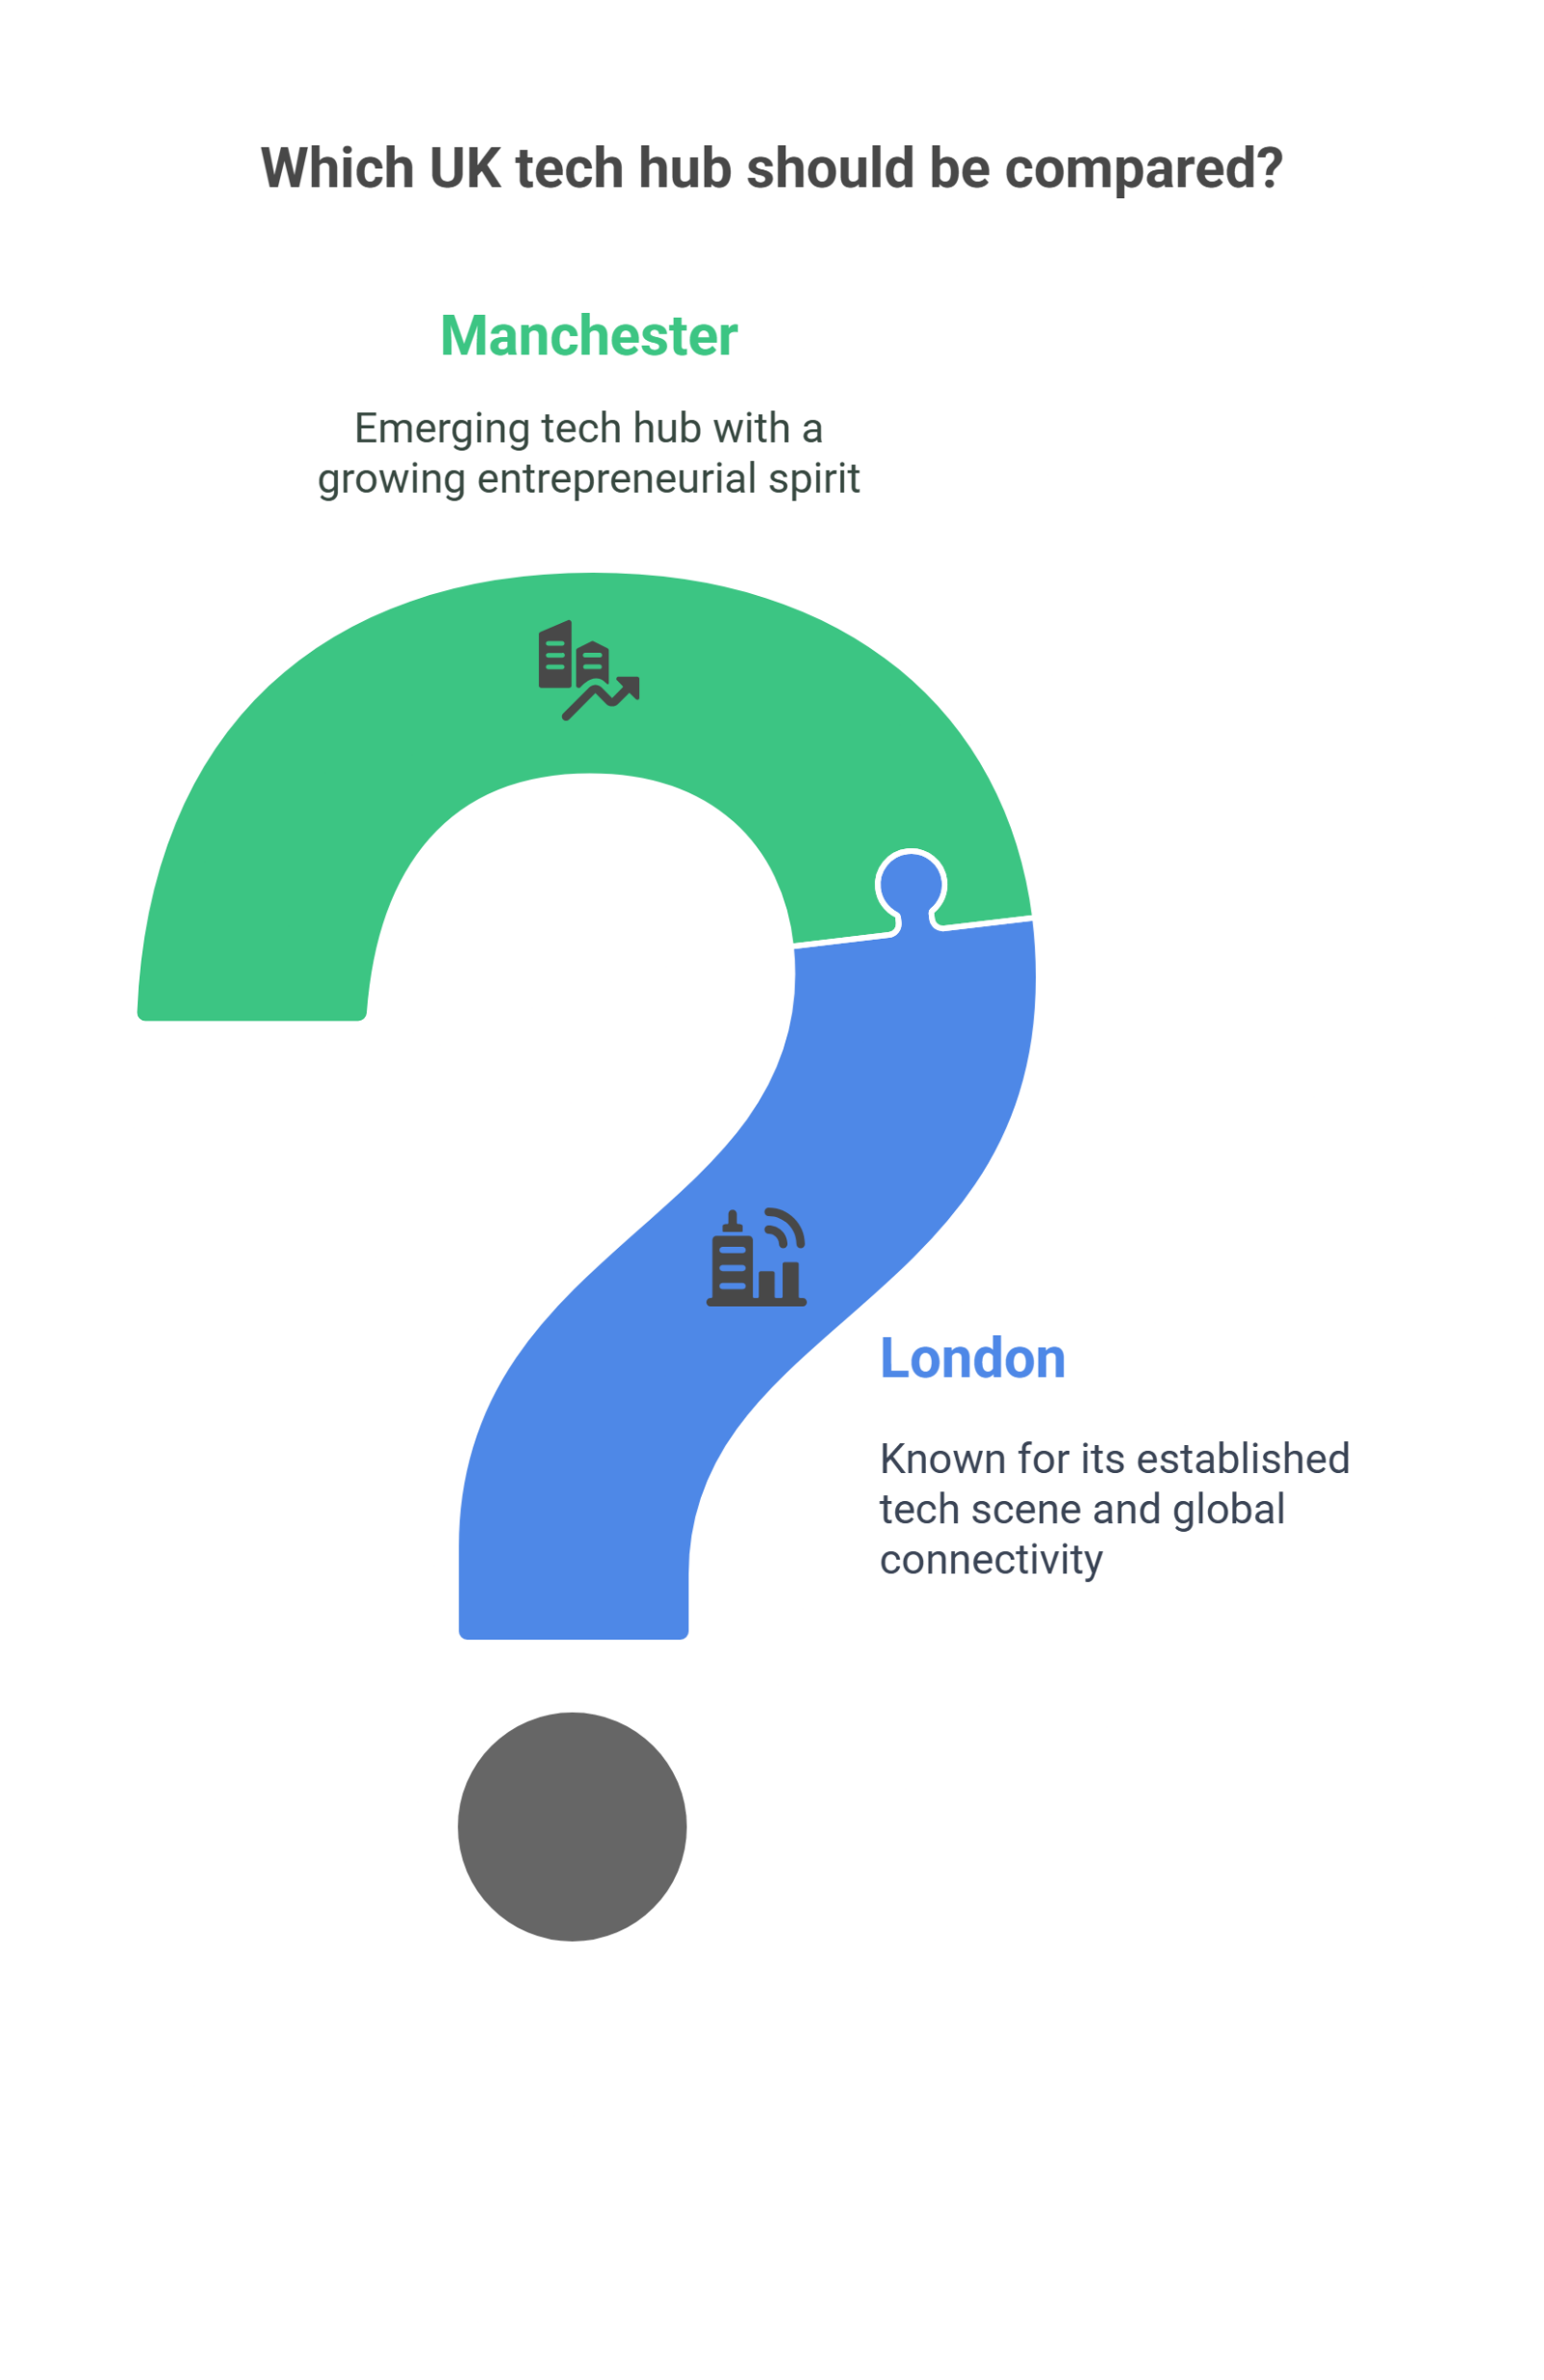 Which UK tech hub should be compared?
Manchester
Emerging tech hub with a
growing entrepreneurial spirit
London
Known for its established
tech scene and global
connectivity